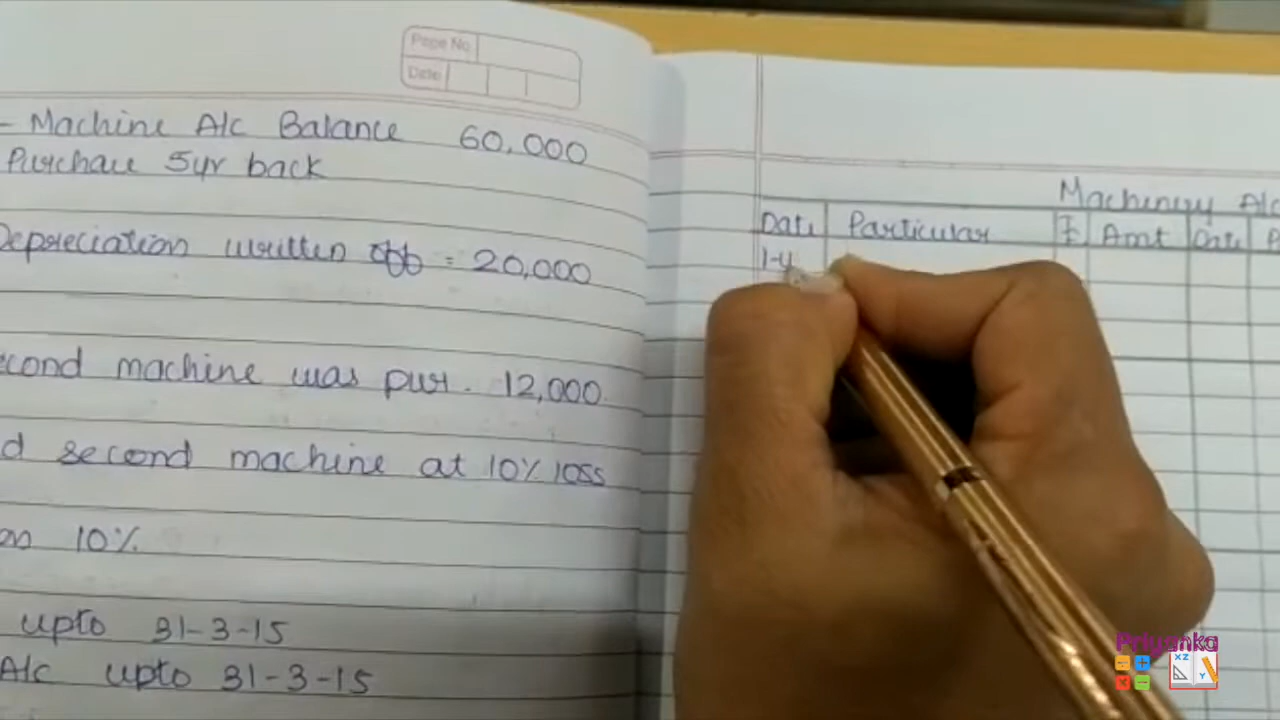 Page No.
Date
- Machine A/c Balance 60,000
Purchase 5yr back
Depreciation written off = 20,000
econd machine was pur. 12,000
d second machine at 10% loss
on 10%
upto 31-3-15
A/c upto 31-3-15
Machinery A/c
Date Particular Amt Date P
1-4
Priyanka